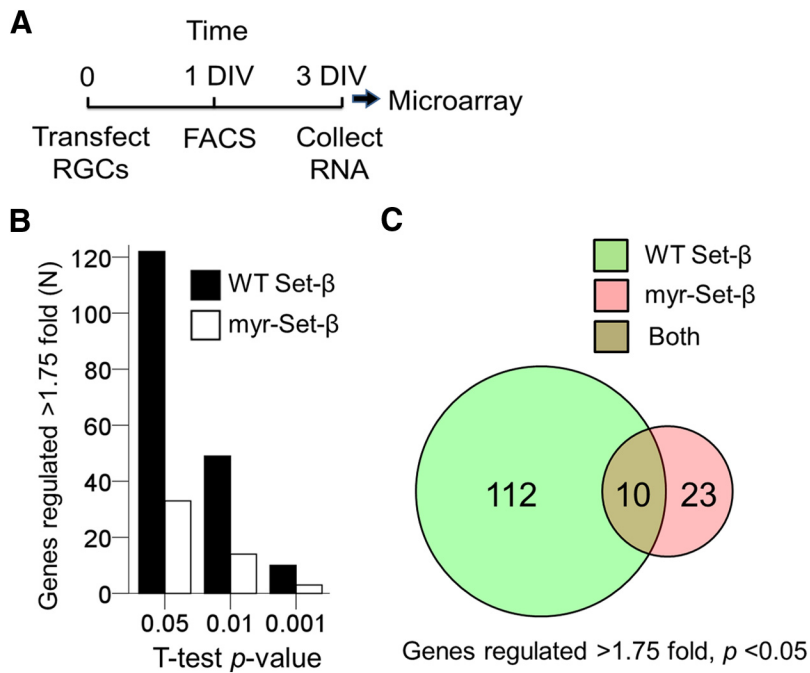 A
Time
0 1 DIV 3 DIV
Microarray
Transfect RGCs
FACS
Collect RNA
B
Genes regulated >1.75 fold (N)
120
100
80
60
40
20
0
WT Set-β
myr-Set-β
0.05 0.01 0.001
T-test p-value
C
WT Set-β
myr-Set-β
Both
112 10 23
Genes regulated >1.75 fold, p <0.05